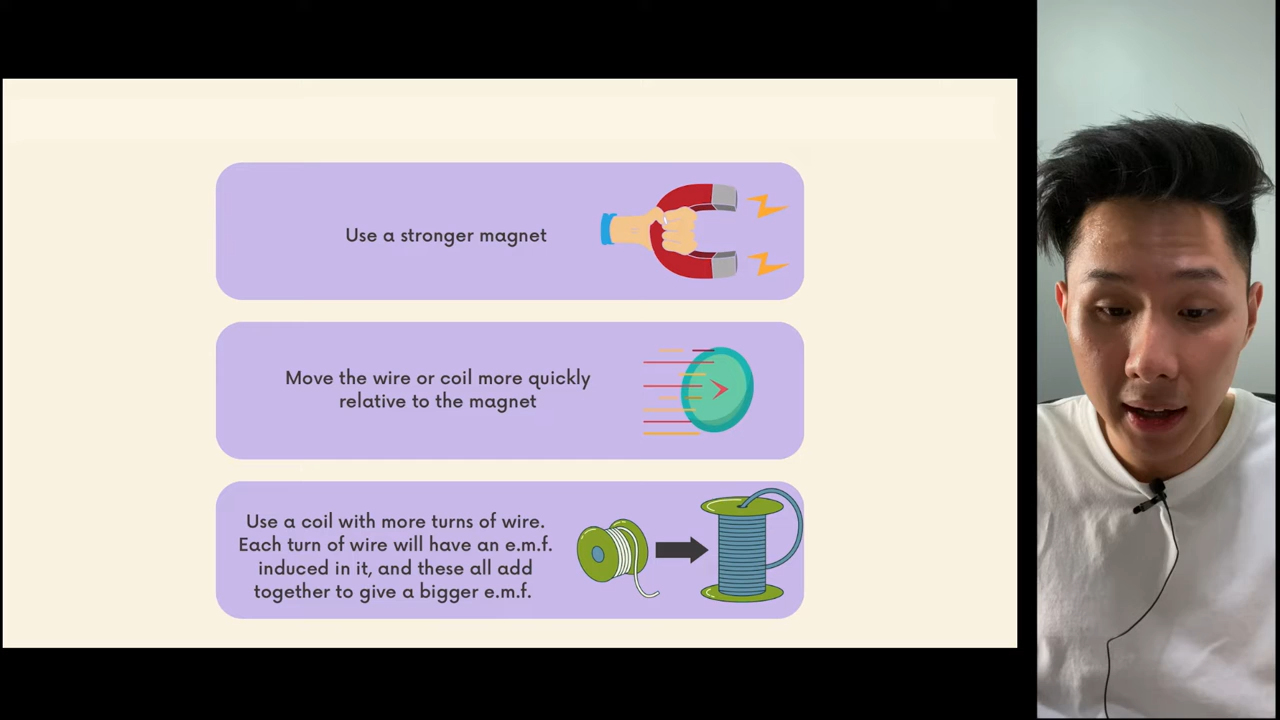 Use a stronger magnet
Move the wire or coil more quickly
relative to the magnet
Use a coil with more turns of wire.
Each turn of wire will have an e.m.f.
induced in it, and these all add
together to give a bigger e.m.f.